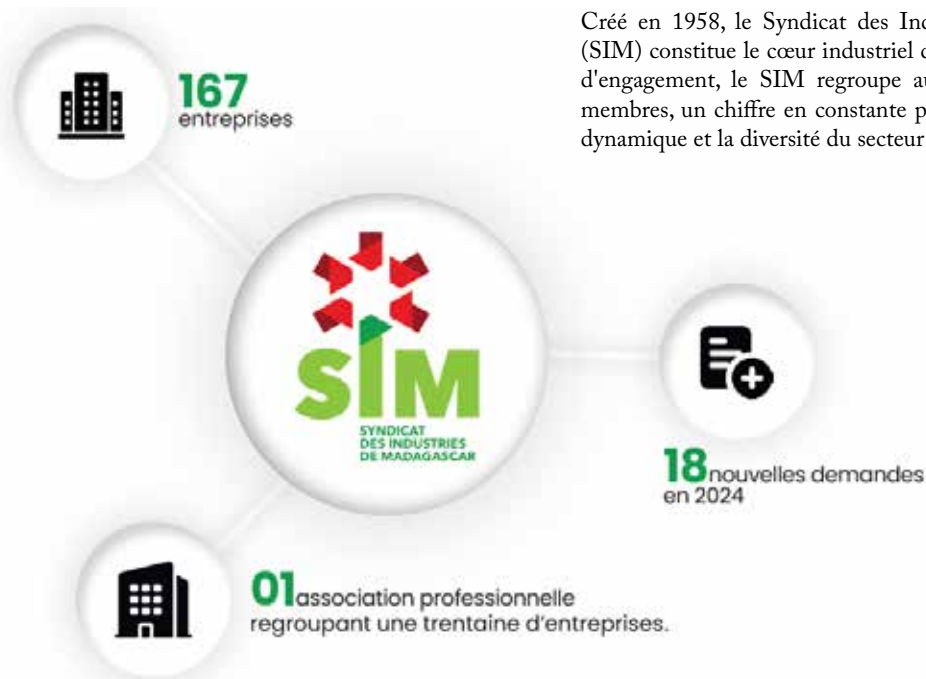 Créé en 1958, le Syndicat des
(SIM) constitue le cœur industriel
d'engagement, le SIM regroupe
membres, un chiffre en constante
dynamique et la diversité du secteur
167
entreprises
SIM
SYNDICAT
DES INDUSTRIES
DE MADAGASCAR
18 nouvelles demandes
en 2024
01 association professionnelle
regroupant une trentaine d'entreprises.